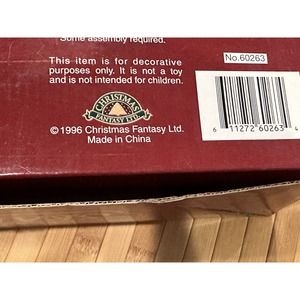 Some assembly required.
No.60263
This item is for decorative
purposes only. It is not a toy
and is not intended for children.
CHRISTMAS
FANTASY LTD.
© 1996 Christmas Fantasy Ltd.
Made in China
6 11272 60263 4